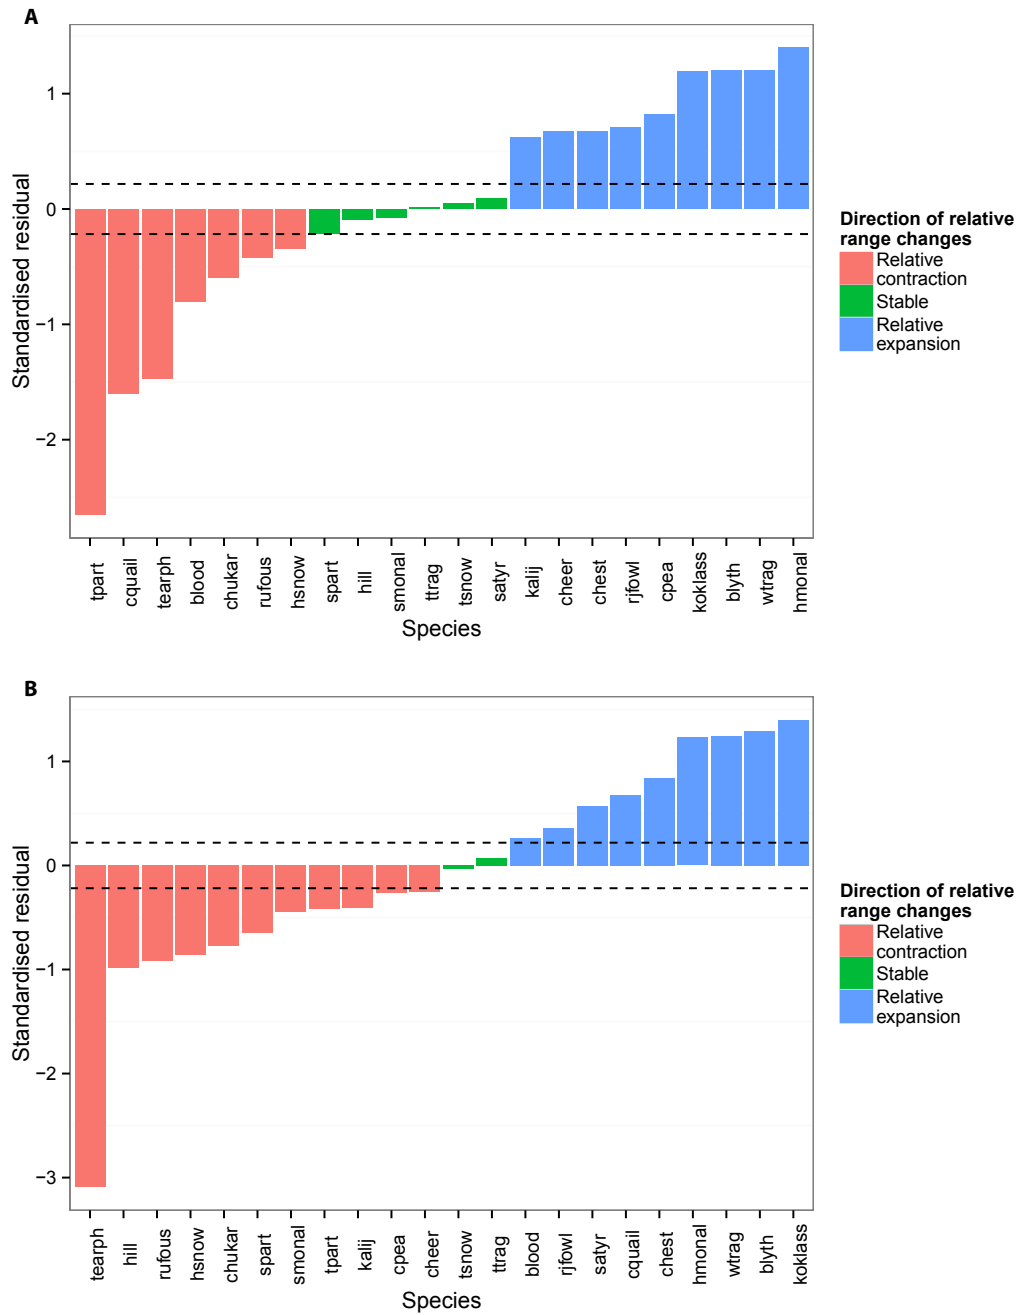 A
1
0
−1
−2
Standardised residual
tpart
cquail
tearph
blood
chukar
rufous
hsnow
spart
hill
smonal
ttrag
tsnow
satyr
kalij
cheer
chest
rjfowl
cpea
koklass
blyth
wtrag
hmonal
Species
Direction of relative
range changes
Relative
contraction
Stable
Relative
expansion
B
1
0
−1
−2
−3
Standardised residual
tearph
hill
rufous
hsnow
chukar
spart
smonal
tpart
kalij
cpea
cheer
tsnow
ttrag
blood
rjfowl
satyr
cquail
chest
hmonal
wtrag
blyth
koklass
Species
Direction of relative
range changes
Relative
contraction
Stable
Relative
expansion